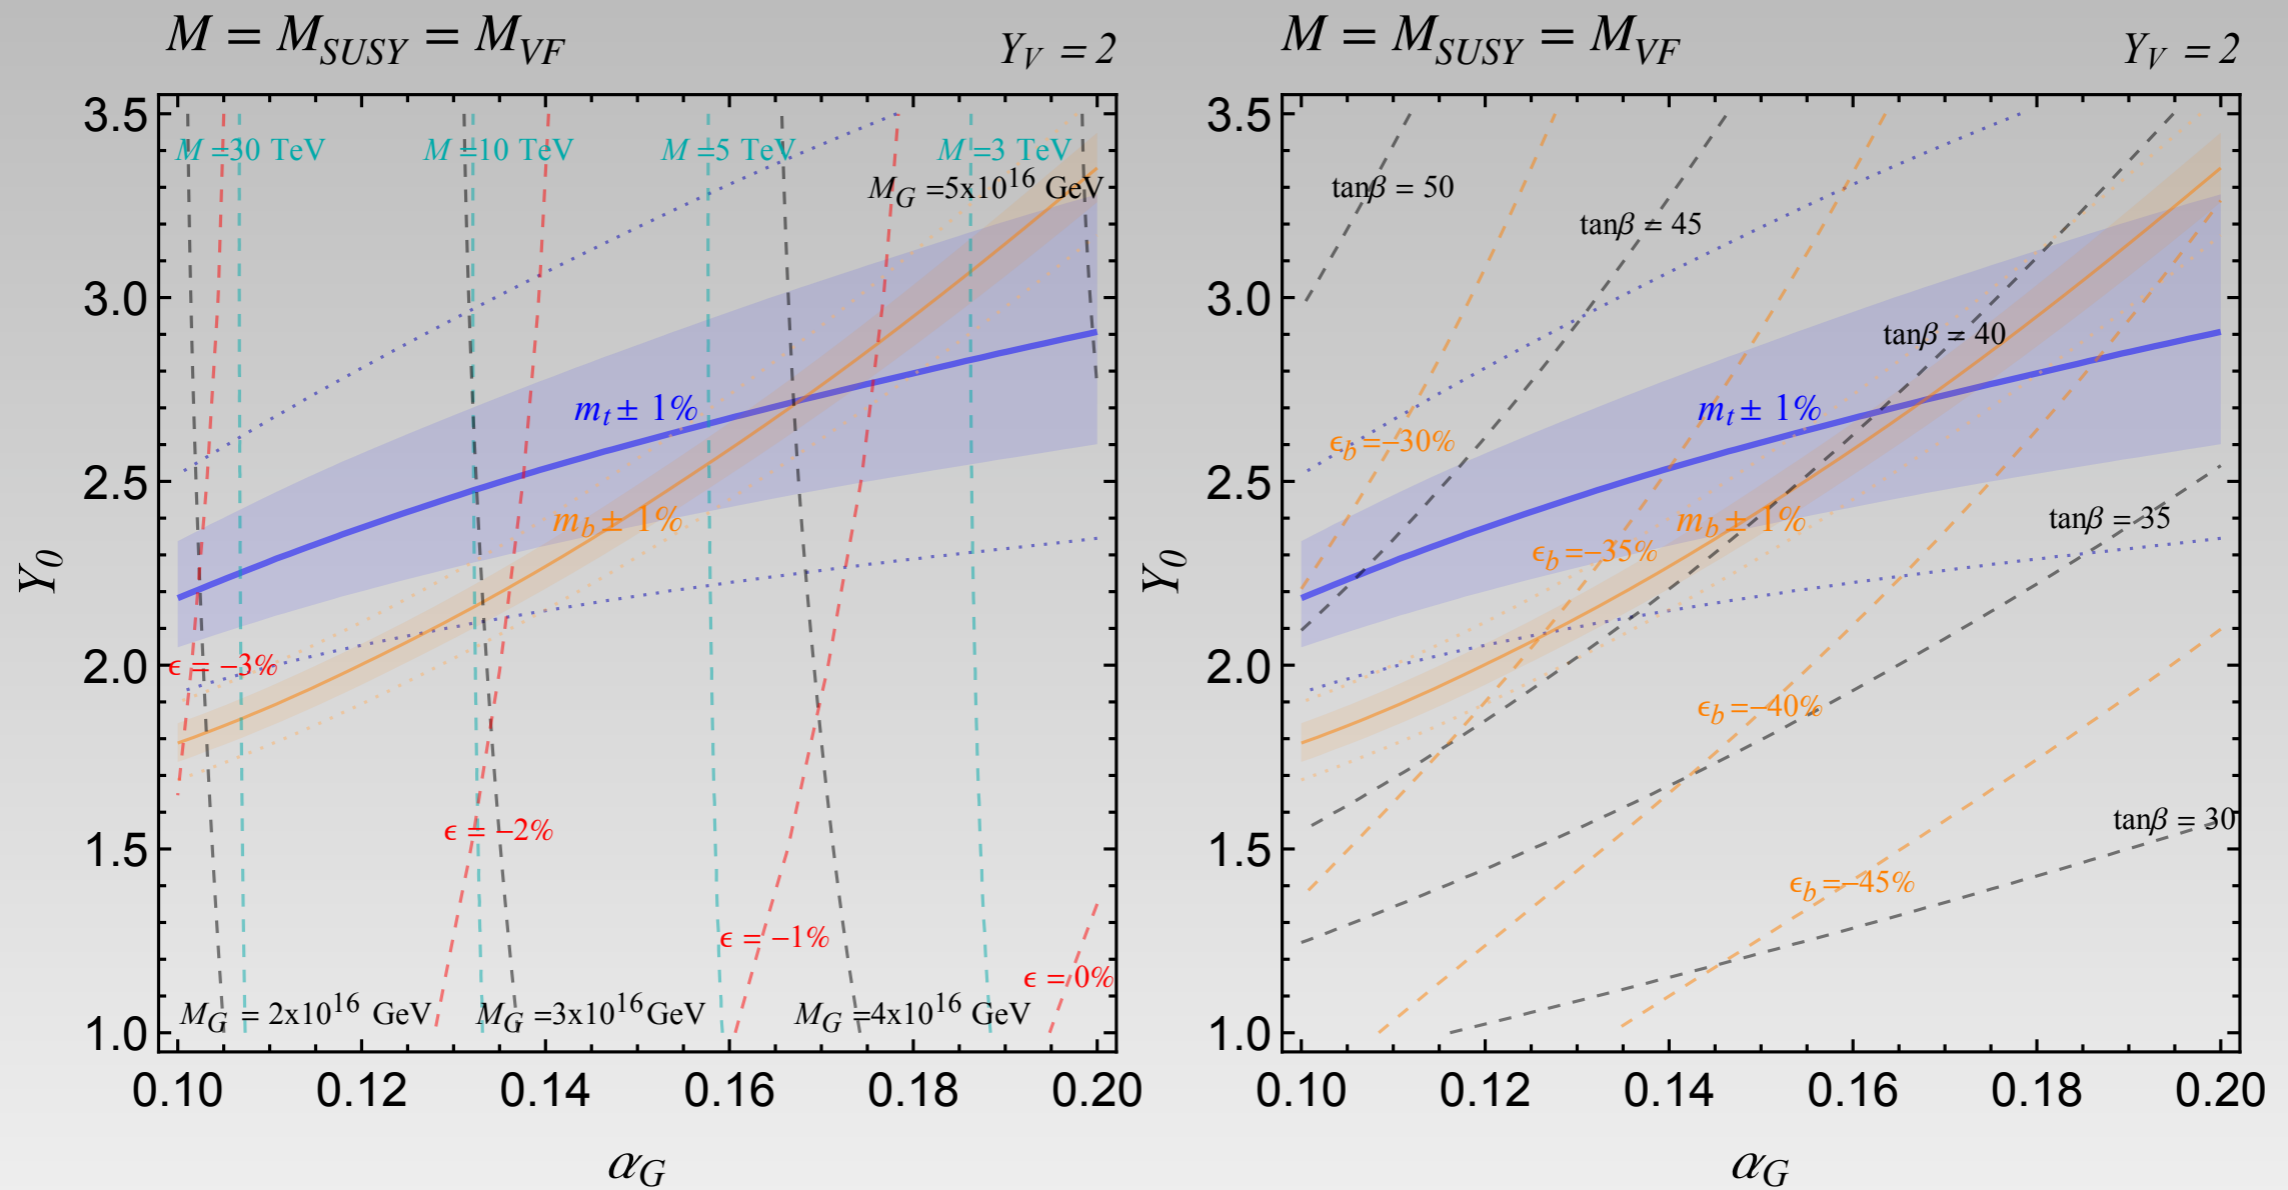 M = M_SUSY = M_VF
Y_V = 2
3.5
3.0
2.5
2.0
1.5
1.0
Y_0
M =30 TeV
M =10 TeV
M =5 TeV
M =3 TeV
M_G =5x10^16 GeV
m_t ± 1%
m_b ± 1%
ϵ = −3%
ϵ = −2%
ϵ = −1%
ϵ = 0%
M_G = 2x10^16 GeV
M_G =3x10^16 GeV
M_G =4x10^16 GeV
0.10 0.12 0.14 0.16 0.18 0.20
α_G
M = M_SUSY = M_VF
Y_V = 2
3.5
3.0
2.5
2.0
1.5
1.0
Y_0
tanβ = 50
tanβ = 45
tanβ = 40
m_t ± 1%
ϵ_b =−30%
m_b ± 1%
tanβ = 35
ϵ_b =−35%
ϵ_b =−40%
tanβ = 30
ϵ_b =−45%
0.10 0.12 0.14 0.16 0.18 0.20
α_G